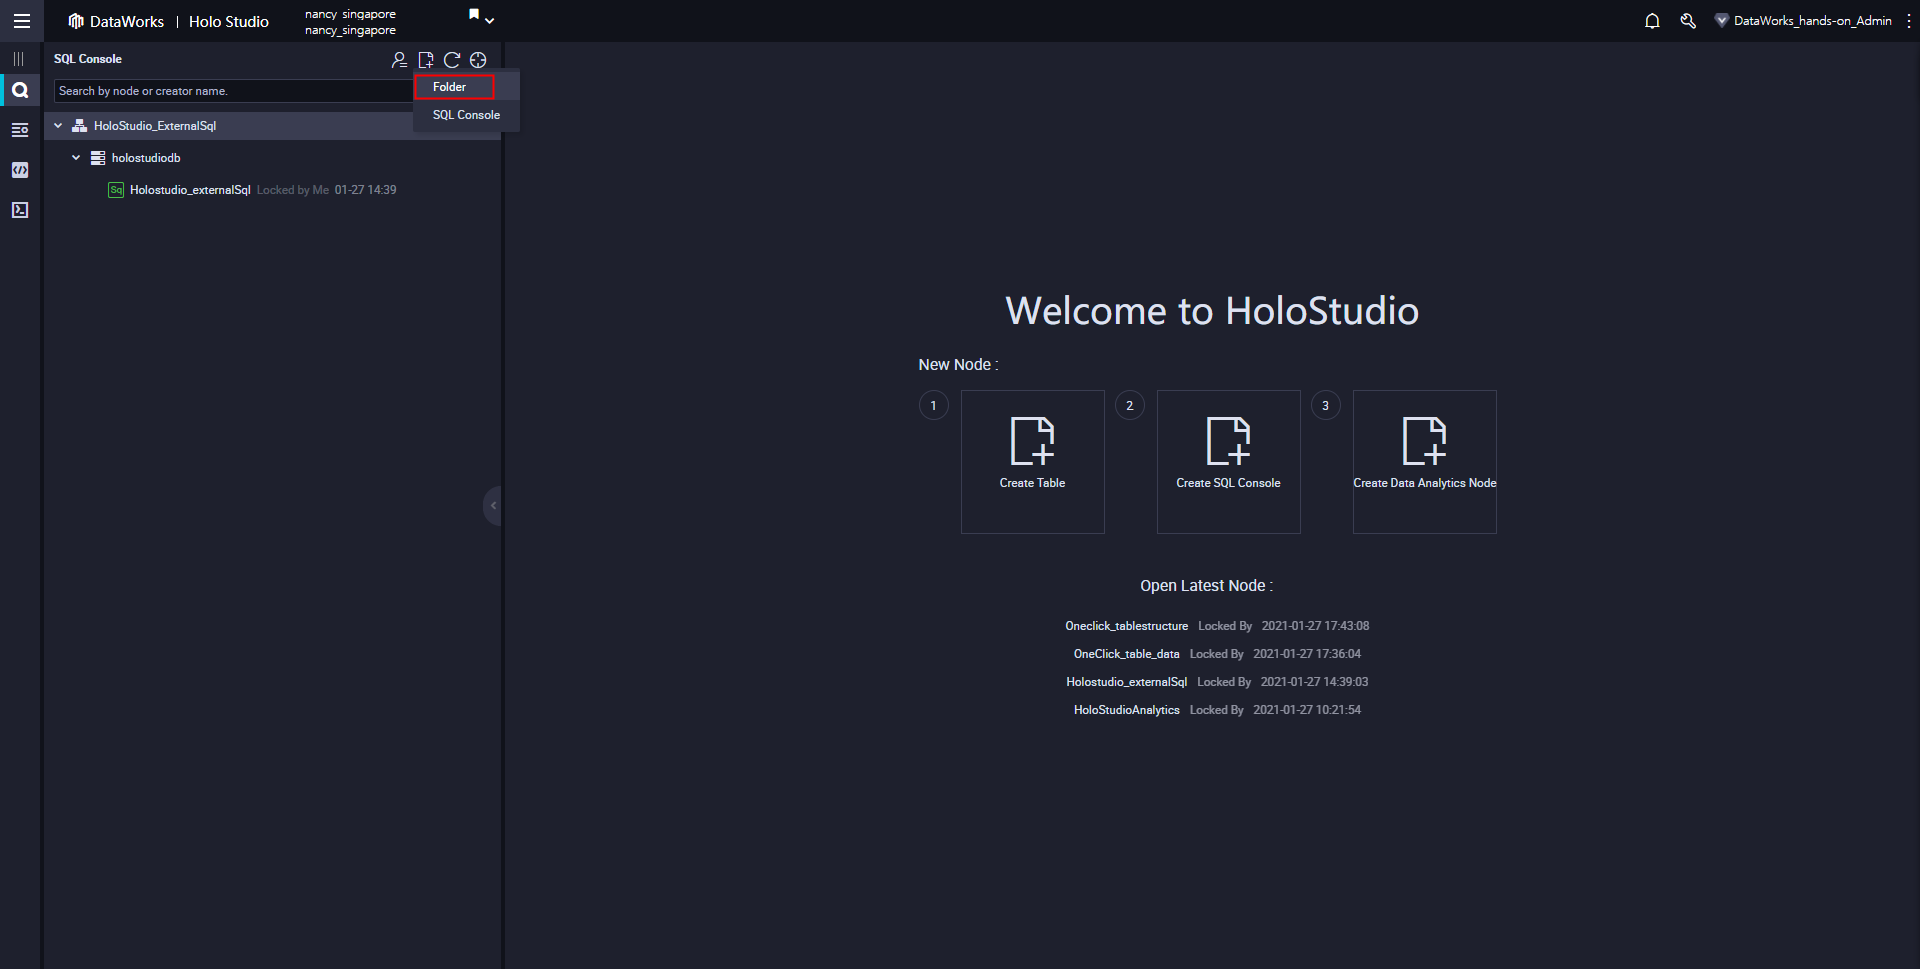 DataWorks | Holo Studio
nancy singapore
nancy_singapore
DataWorks_hands-on_Admin
SQL Console
Search by node or creator name.
Folder
SQL Console
HoloStudio_ExternalSql
holostudiodb
Sq Holostudio_externalSql Locked by Me 01-27 14:39
Welcome to HoloStudio
New Node :
1
Create Table
2
Create SQL Console
3
Create Data Analytics Node
Open Latest Node :
Oneclick_tablestructure Locked By 2021-01-27 17:43:08
OneClick_table_data Locked By 2021-01-27 17:36:04
Holostudio_externalSql Locked By 2021-01-27 14:39:03
HoloStudioAnalytics Locked By 2021-01-27 10:21:54